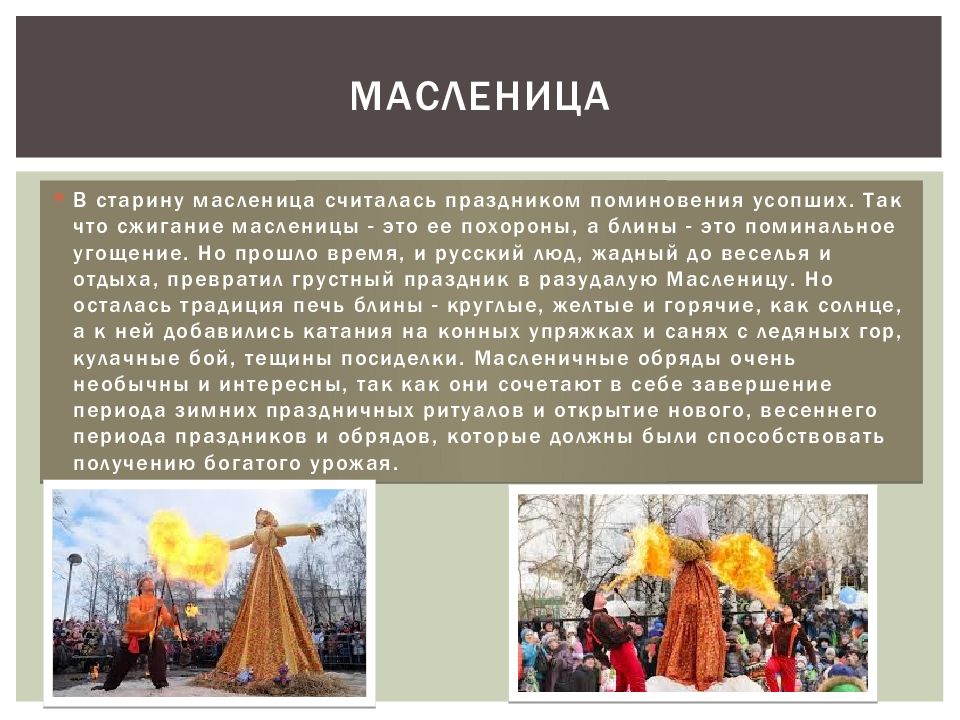 МАСЛЕНИЦА
В старину масленица считалась праздником поминовения усопших. Так
что сжигание масленицы - это ее похороны, а блины - это поминальное
угощение. Но прошло время, и русский люд, жадный до веселья и
отдыха, превратил грустный праздник в разудалую Масленицу. Но
осталась традиция печь блины - круглые, желтые и горячие, как солнце,
а к ней добавились катания на конных упряжках и санях с ледяных гор,
кулачные бой, тещины посиделки. Масленичные обряды очень
необычны и интересны, так как они сочетают в себе завершение
периода зимних праздничных ритуалов и открытие нового, весеннего
периода праздников и обрядов, которые должны были способствовать
получению богатого урожая.